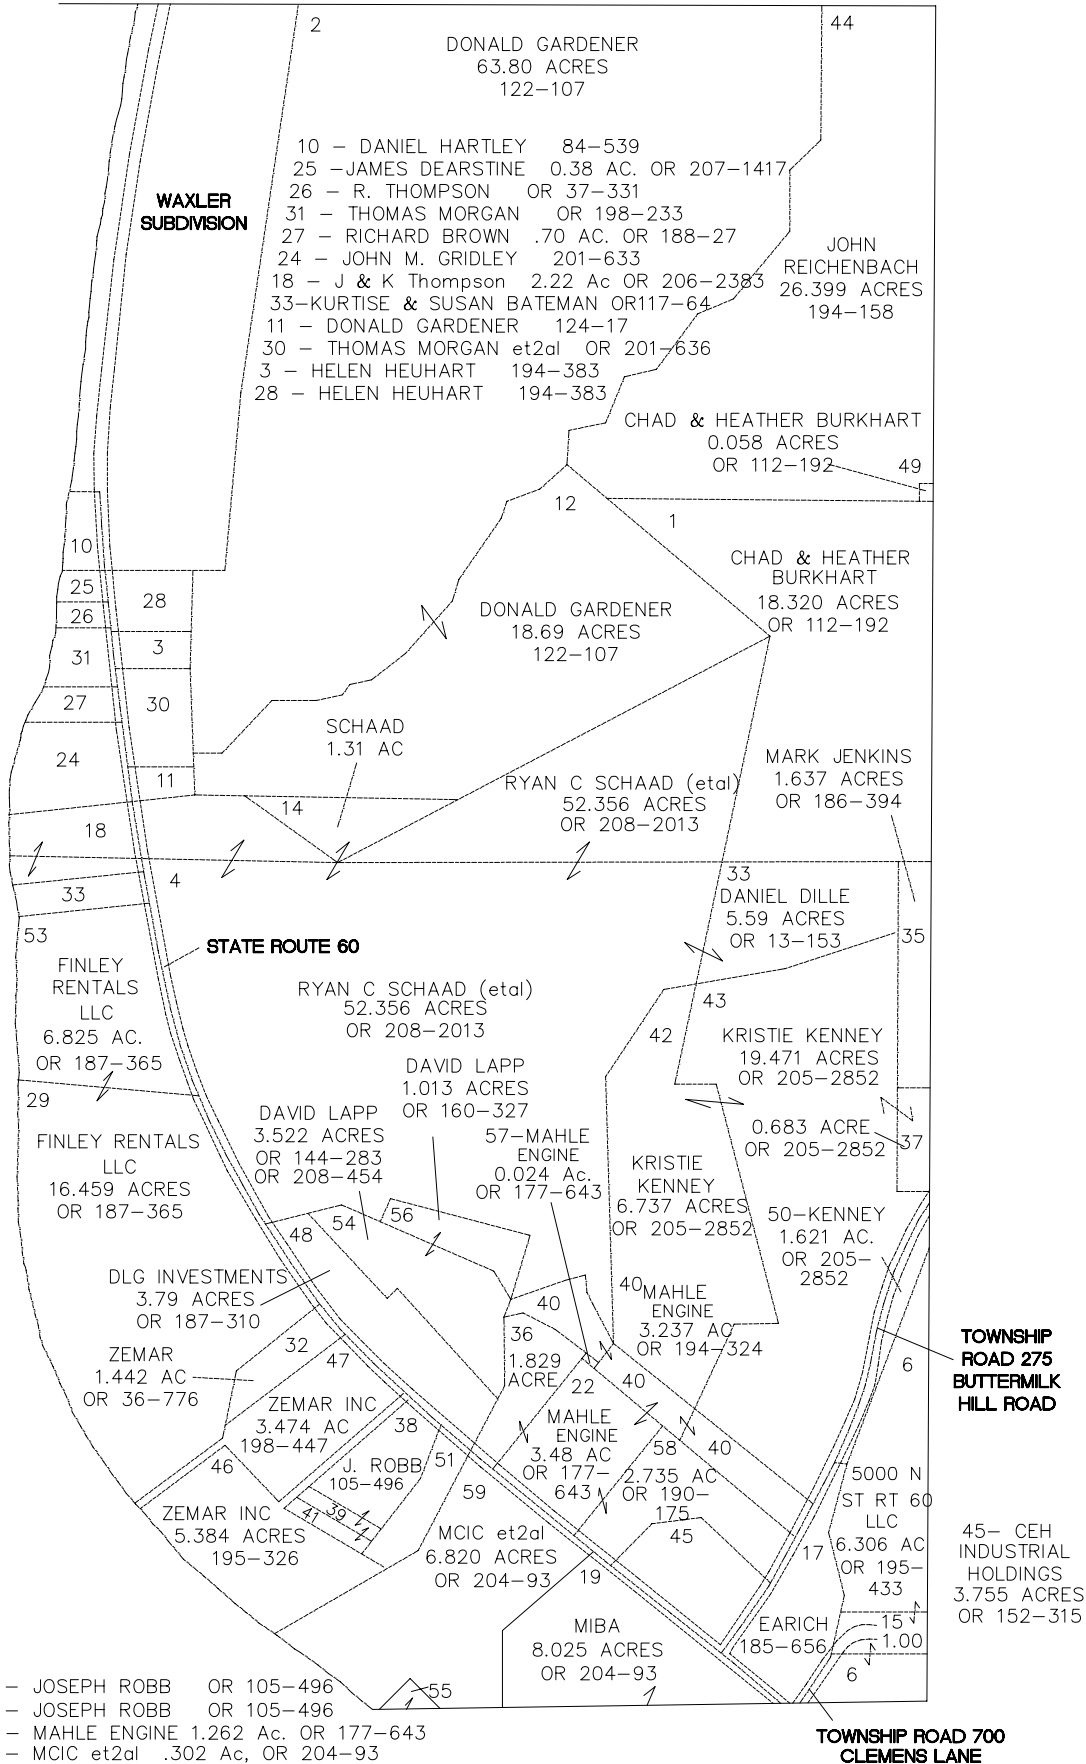 2
44
DONALD GARDENER
63.80 ACRES
122-107
10 - DANIEL HARTLEY 84-539
25 -JAMES DEARSTINE 0.38 AC. OR 207-1417
26 - R. THOMPSON OR 37-331
31 - THOMAS MORGAN OR 198-233
27 - RICHARD BROWN .70 AC. OR 188-27
24 - JOHN M. GRIDLEY 201-633
18 - J & K Thompson 2.22 Ac OR 206-2383
33-KURTISE & SUSAN BATEMAN OR117-64
11 - DONALD GARDENER 124-17
30 - THOMAS MORGAN et2al OR 201-636
3 - HELEN HEUHART 194-383
28 - HELEN HEUHART 194-383
WAXLER
SUBDIVISION
JOHN
REICHENBACH
26.399 ACRES
194-158
CHAD & HEATHER BURKHART
0.058 ACRES
OR 112-192
49
12
1
10
CHAD & HEATHER
BURKHART
18.320 ACRES
OR 112-192
25
28
26
DONALD GARDENER
18.69 ACRES
122-107
3
31
27
30
24
11
SCHAAD
1.31 AC
14
18
RYAN C SCHAAD (etal)
52.356 ACRES
OR 208-2013
MARK JENKINS
1.637 ACRES
OR 186-394
33
4
33
DANIEL DILLE
5.59 ACRES
OR 13-153
35
53
STATE ROUTE 60
FINLEY
RENTALS
LLC
6.825 AC.
OR 187-365
RYAN C SCHAAD (etal)
52.356 ACRES
OR 208-2013
43
42
KRISTIE KENNEY
19.471 ACRES
OR 205-2852
29
DAVID LAPP
1.013 ACRES
OR 160-327
DAVID LAPP
3.522 ACRES
OR 144-283
OR 208-454
0.683 ACRE
OR 205-2852
37
FINLEY RENTALS
LLC
16.459 ACRES
OR 187-365
57-MAHLE
ENGINE
0.024 Ac.
OR 177-643
KRISTIE
KENNEY
6.737 ACRES
OR 205-2852
50-KENNEY
1.621 AC.
OR 205-
2852
48
54
56
DLG INVESTMENTS
3.79 ACRES
OR 187-310
40
40
MAHLE
ENGINE
3.237 AC
OR 194-324
36
1.829
ACRE
TOWNSHIP
ROAD 275
BUTTERMILK
HILL ROAD
6
ZEMAR
1.442 AC
OR 36-776
32
47
22
40
ZEMAR INC
3.474 AC
198-447
38
MAHLE
ENGINE
3.48 AC
OR 177-
643
58
40
46
J. ROBB
105-496
51
59
2.735 AC
OR 190-
175
45
5000 N
ST RT 60
LLC
6.306 AC
OR 195-
433
ZEMAR INC
5.384 ACRES
195-326
41
39
MCIC et2al
6.820 ACRES
OR 204-93
17
45- CEH
INDUSTRIAL
HOLDINGS
3.755 ACRES
OR 152-315
19
MIBA
8.025 ACRES
OR 204-93
EARICH
185-656
15
1.00
6
55
- JOSEPH ROBB OR 105-496
- JOSEPH ROBB OR 105-496
- MAHLE ENGINE 1.262 Ac. OR 177-643
- MCIC et2al .302 Ac, OR 204-93
TOWNSHIP ROAD 700
CLEMENS LANE